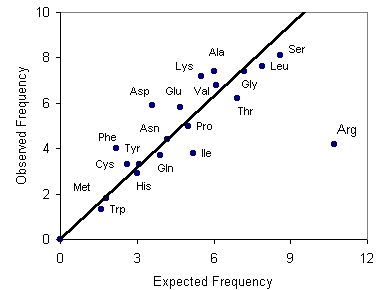 10
Ala
Ser
Lys
8
Leu
Asp
Glu
Val
Gly
Observed Frequency
6
Thr
Asn
Pro
Arg
Phe
Tyr
4
Ile
Cys
Gln
His
Met
2
Trp
0
0
3
6
9
12
Expected Frequency